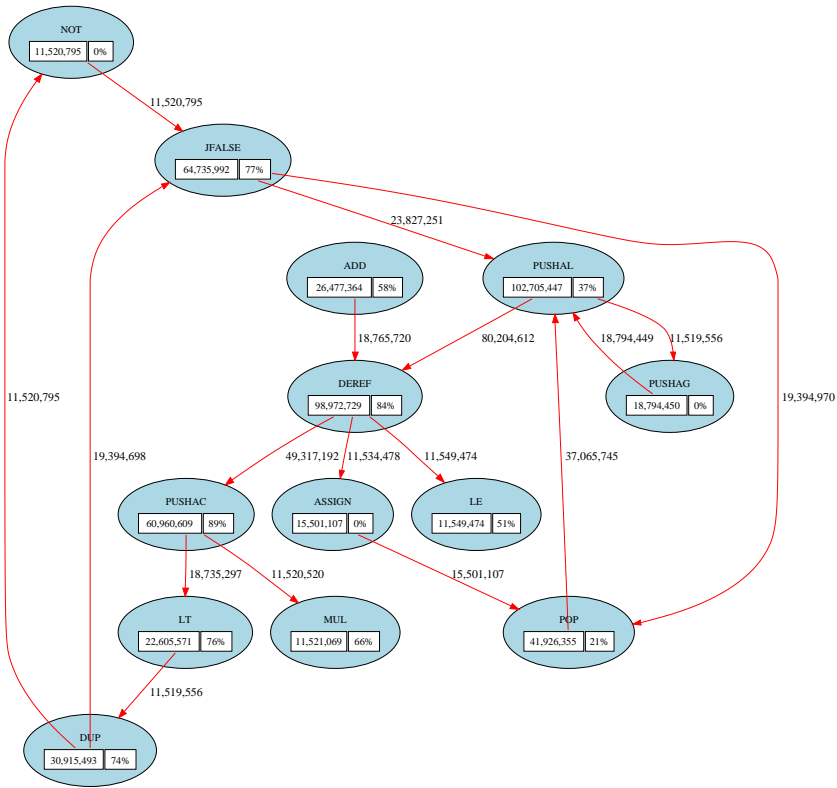 NOT
11,520,795 0%
11,520,795
JFALSE
64,735,992 77%
23,827,251
ADD
26,477,364 58%
PUSHAL
102,705,447 37%
18,765,720
80,204,612
18,794,449
11,519,556
DEREF
98,972,729 84%
PUSHAG
18,794,450 0%
11,520,795
19,394,970
19,394,698
49,317,192
11,534,478
11,549,474
37,065,745
PUSHAC
60,960,609 89%
ASSIGN
15,501,107 0%
LE
11,549,474 51%
18,735,297
11,520,520
15,501,107
LT
22,605,571 76%
MUL
11,521,069 66%
POP
41,926,355 21%
11,519,556
DUP
30,915,493 74%